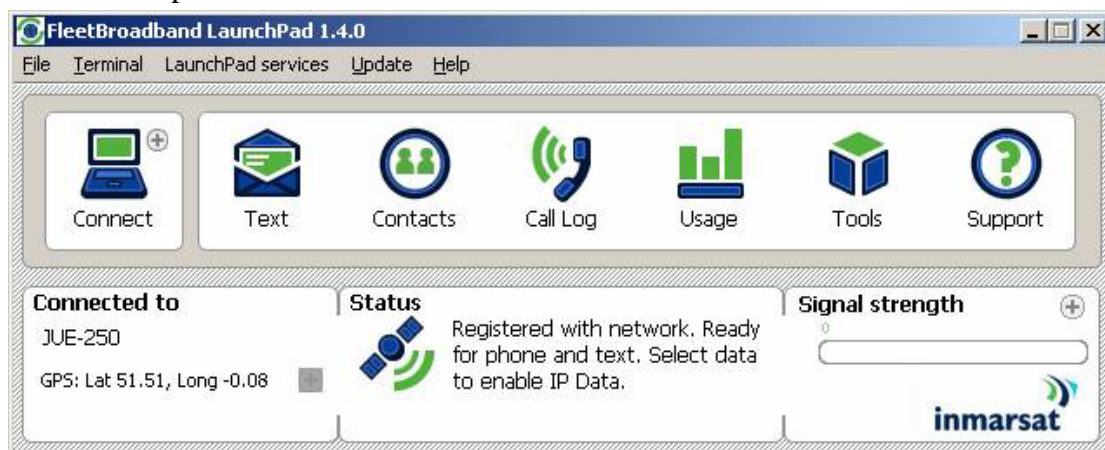 FleetBroadband LaunchPad 1.4.0
File Terminal LaunchPad services Update Help
Connect Text Contacts Call Log Usage Tools Support
Connected to
JUE-250
GPS: Lat 51.51, Long -0.08
Status
Registered with network. Ready
for phone and text. Select data
to enable IP Data.
Signal strength
0
inmarsat